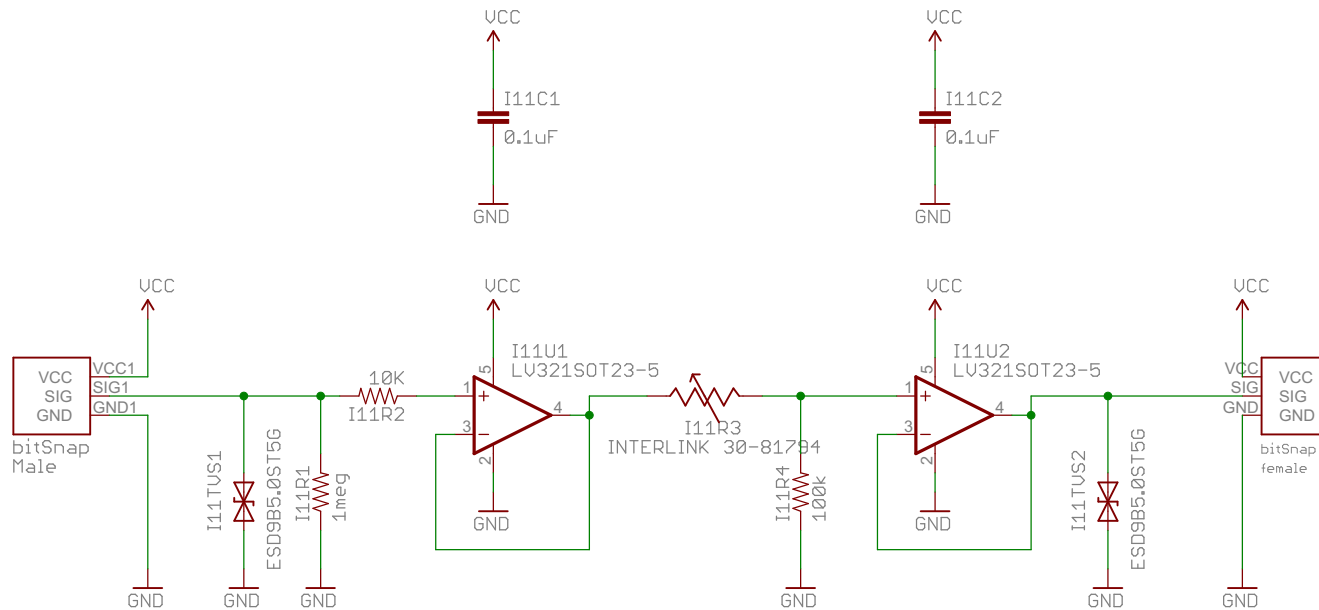 VCC
VCC
I11C1
0.1uF
I11C2
0.1uF
GND
GND
VCC
VCC
VCC
VCC
I11U1
LV321SOT23-5
I11U2
LV321SOT23-5
VCC
SIG
GND
VCC1
SIG1
GND1
bitSnap
Male
10K
I11R2
1
3
5
2
4
+
−
I11R3
INTERLINK 30-81794
1
3
5
2
4
+
−
VCC
SIG
GND
VCC
SIG
GND
bitSnap
female
I11TVS1
ESD9B5.0ST5G
I11R1
1meg
GND
I11R4
100k
GND
I11TVS2
ESD9B5.0ST5G
GND
GND
GND
GND
GND
GND